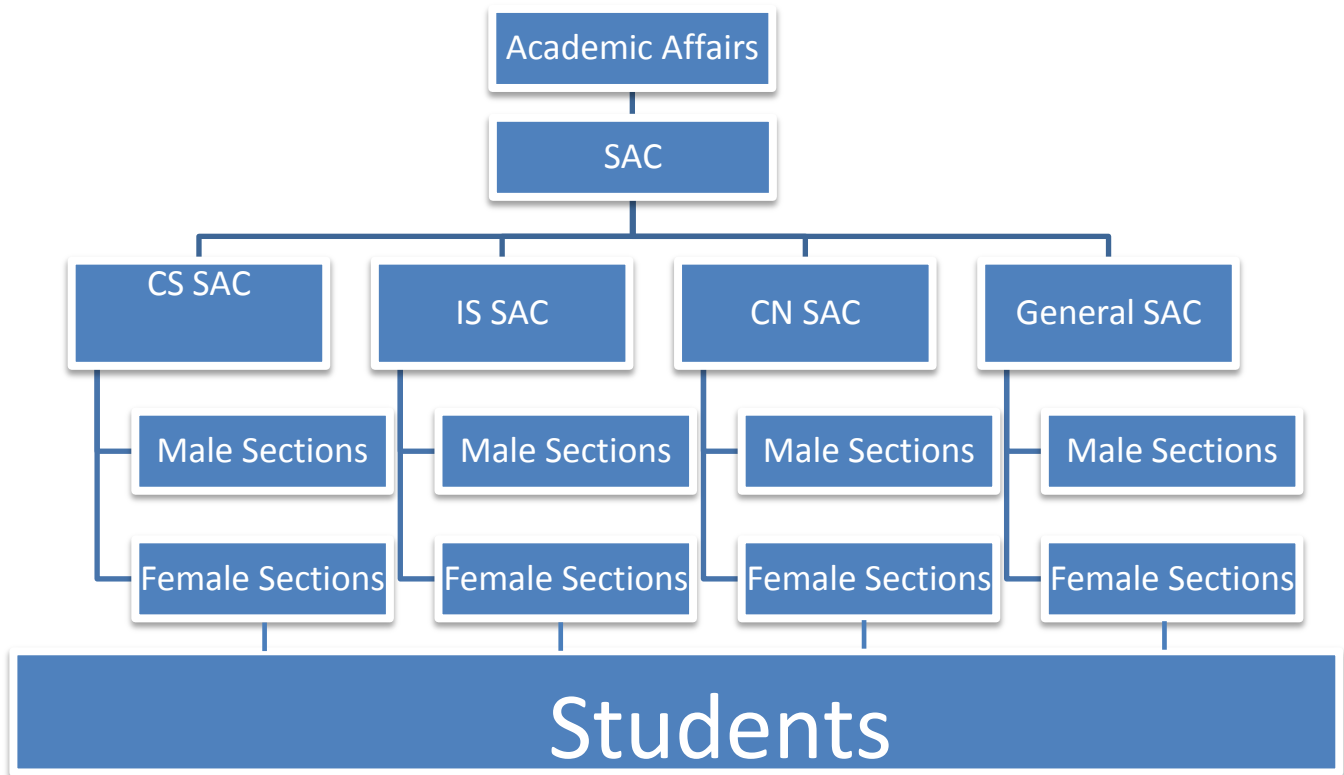 Academic Affairs
SAC
CS SAC
IS SAC
CN SAC
General SAC
Male Sections
Male Sections
Male Sections
Male Sections
Female Sections
Female Sections
Female Sections
Female Sections
Students